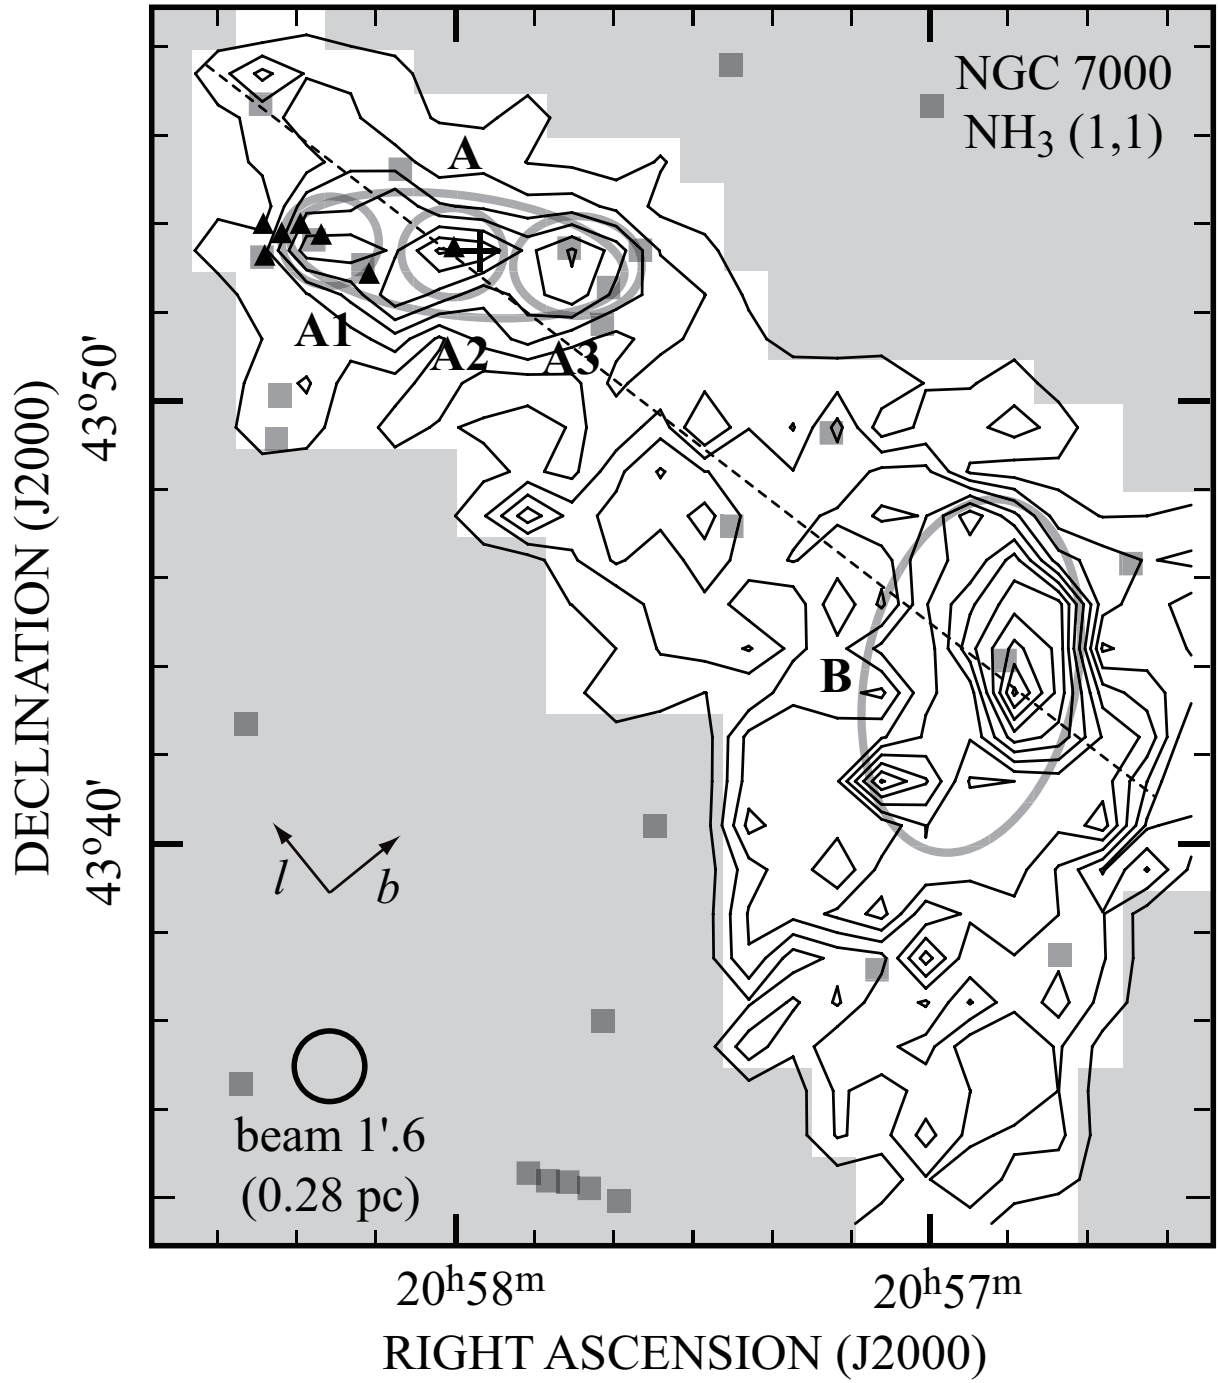 NGC 7000
NH₃ (1,1)
A
A1
A2
A3
B
l
b
beam 1'.6
(0.28 pc)
43°50'
43°40'
DECLINATION (J2000)
20ʰ58ᵐ
20ʰ57ᵐ
RIGHT ASCENSION (J2000)